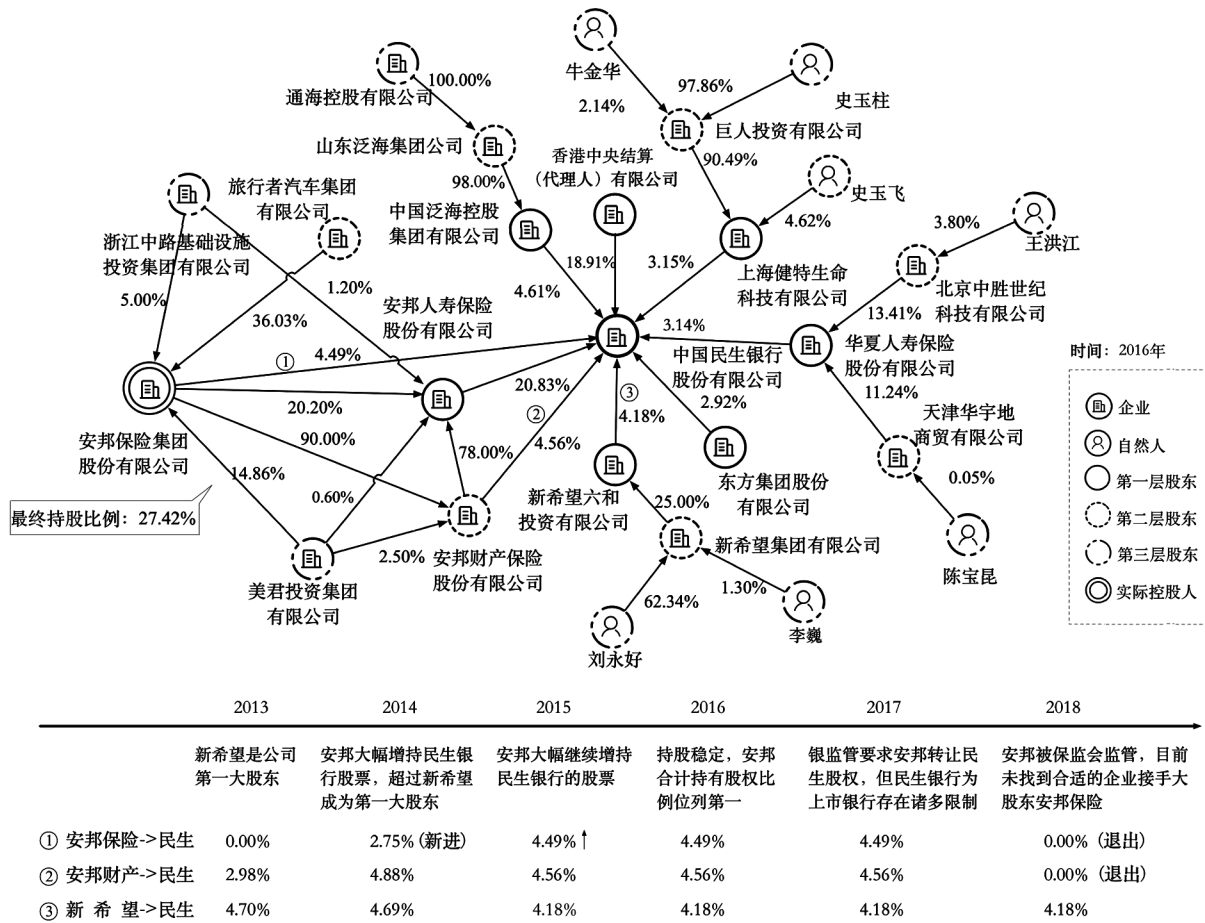 牛金华
2.14%
97.86%
史玉柱
巨人投资有限公司
通海控股有限公司
100.00%
山东泛海集团公司
98.00%
香港中央结算
（代理人）有限公司
90.49%
史玉飞
4.62%
旅行者汽车集团
有限公司
中国泛海控股
集团有限公司
18.91%
3.15%
上海健特生命
科技有限公司
3.80%
王洪江
浙江中路基础设施
投资集团有限公司
5.00%
1.20%
36.03%
安邦人寿保险
股份有限公司
4.61%
北京中胜世纪
科技有限公司
13.41%
3.14%
中国民生银行
股份有限公司
华夏人寿保险
股份有限公司
①
4.49%
20.20%
20.83%
②
4.56%
③
4.18%
2.92%
11.24%
天津华宇地
商贸有限公司
0.05%
安邦保险集团
股份有限公司
90.00%
78.00%
14.86%
0.60%
最终持股比例：27.42%
新希望六和
投资有限公司
东方集团股份
有限公司
25.00%
新希望集团有限公司
陈宝昆
2.50%
安邦财产保险
股份有限公司
美君投资集团
有限公司
62.34%
1.30%
刘永好
李巍
时间：2016年
企业
自然人
第一层股东
第二层股东
第三层股东
实际控股人
2013 2014 2015 2016 2017 2018
新希望是公司
第一大股东
安邦大幅增持民生银
行股票，超过新希望
成为第一大股东
安邦大幅继续增持
民生银行的股票
持股稳定，安邦
合计持有股权比
例位列第一
银监管要求安邦转让民
生股权，但民生银行为
上市银行存在诸多限制
安邦被保监会监管，目前
未找到合适的企业接手大
股东安邦保险
① 安邦保险->民生 0.00% 2.75%（新进） 4.49%↑ 4.49% 4.49% 0.00%（退出）
② 安邦财产->民生 2.98% 4.88% 4.56% 4.56% 4.56% 0.00%（退出）
③ 新 希 望->民生 4.70% 4.69% 4.18% 4.18% 4.18% 4.18%